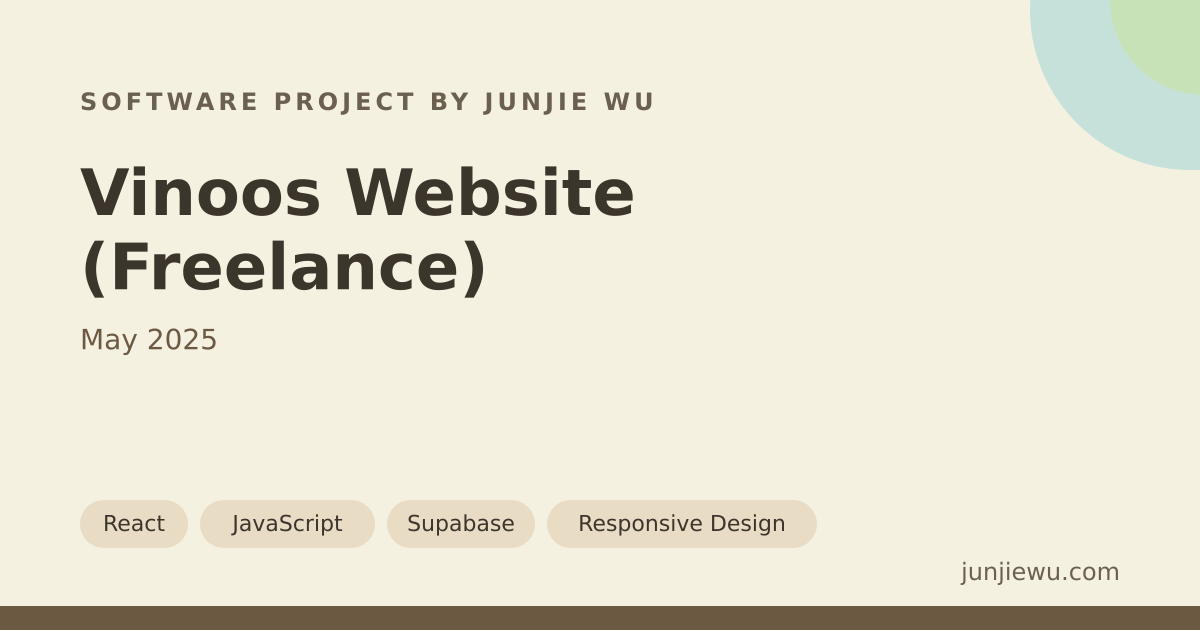 SOFTWARE PROJECT BY JUNJIE WU
Vinoos Website
(Freelance)
May 2025
React JavaScript Supabase Responsive Design
junjiewu.com